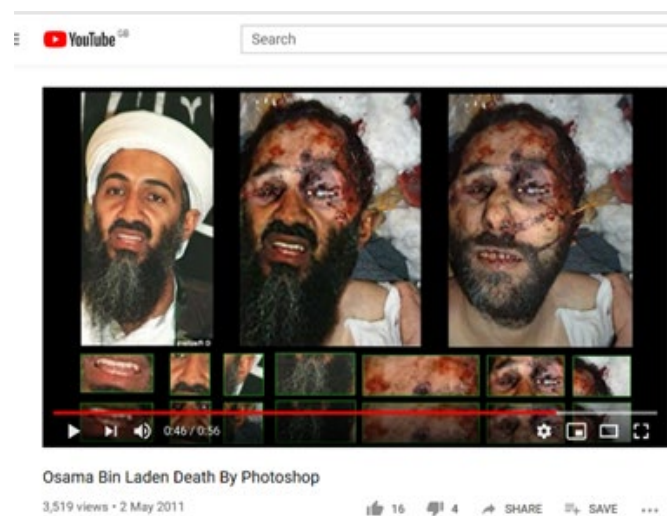 YouTube GB
Search
0:46 / 0:56
Osama Bin Laden Death By Photoshop
3,519 views • 2 May 2011
16
4
SHARE
SAVE